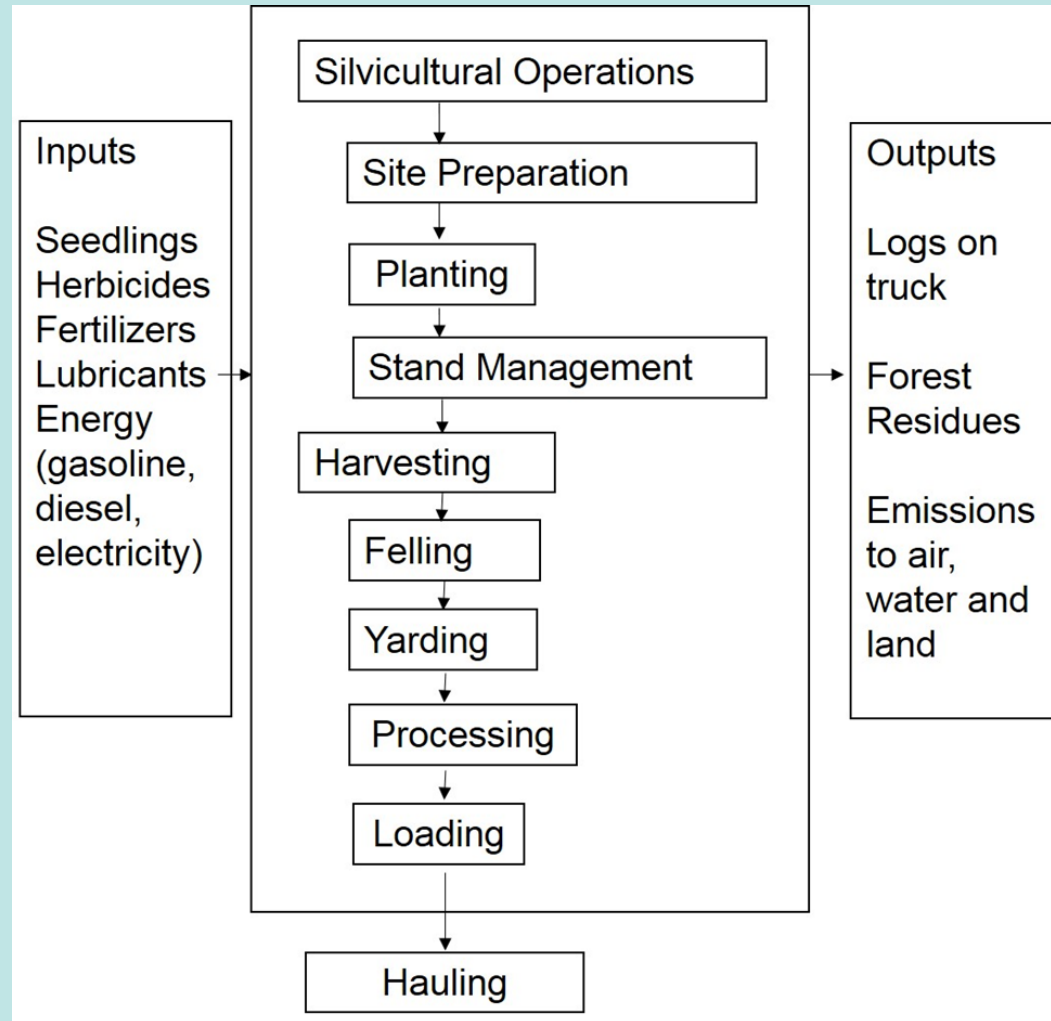 Inputs
Seedlings
Herbicides
Fertilizers
Lubricants
Energy
(gasoline,
diesel,
electricity)
Silvicultural Operations
Site Preparation
Planting
Stand Management
Harvesting
Felling
Yarding
Processing
Loading
Hauling
Outputs
Logs on
truck
Forest
Residues
Emissions
to air,
water and
land